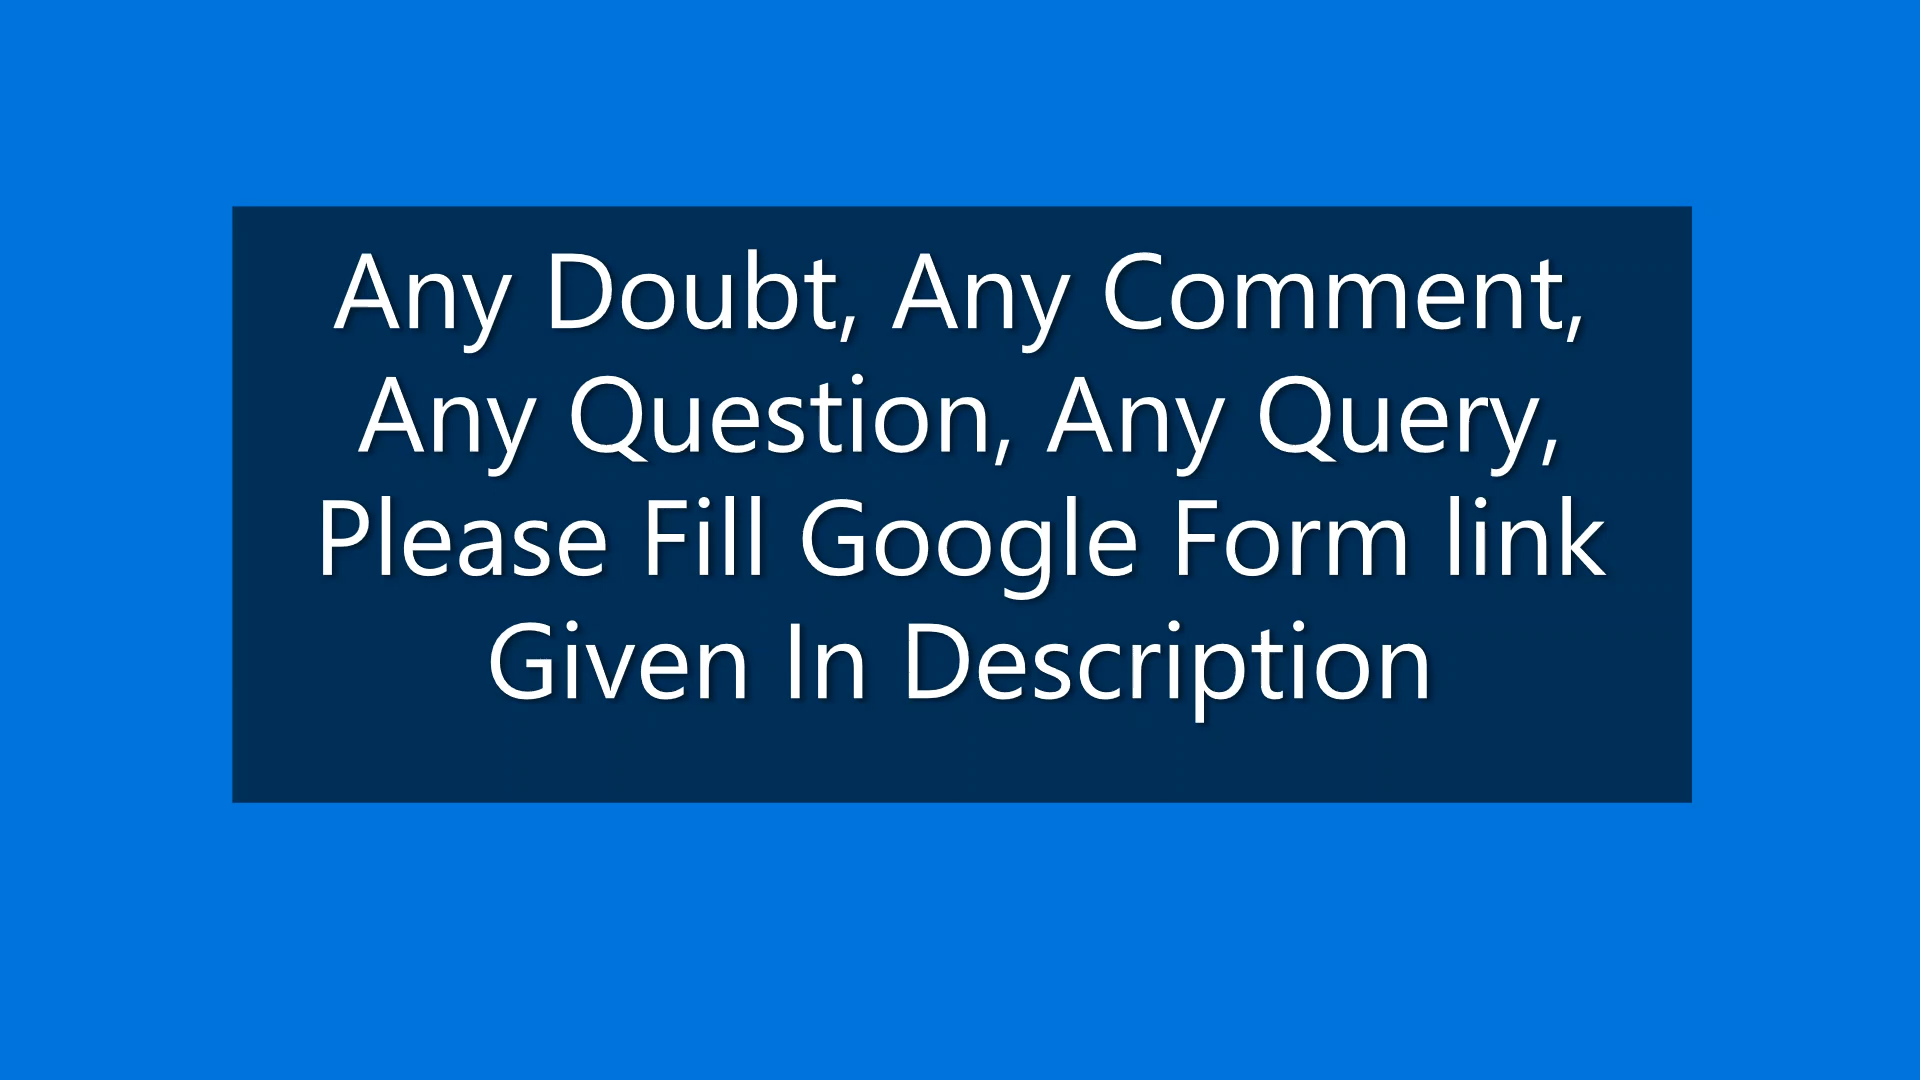 Any Doubt, Any Comment,
Any Question, Any Query,
Please Fill Google Form link
Given In Description